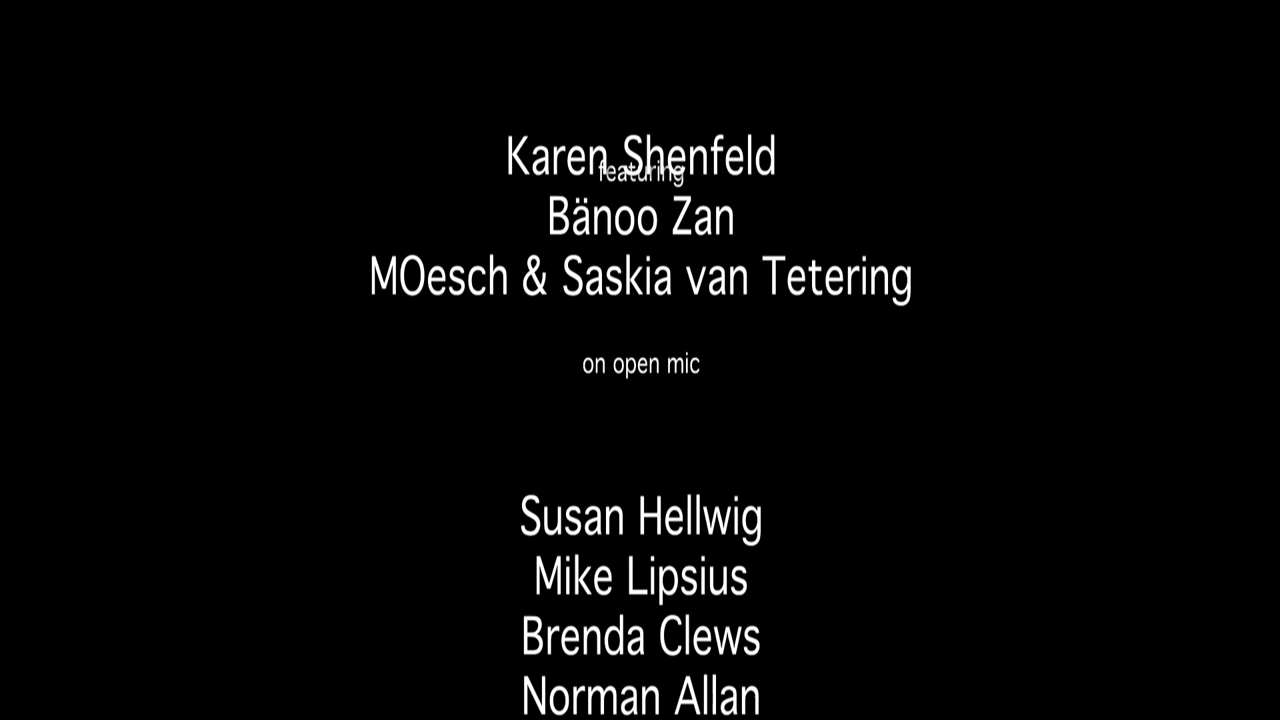 Karen Shenfeld
featuring
Bänoo Zan
MOesch & Saskia van Tetering
on open mic
Susan Hellwig
Mike Lipsius
Brenda Clews
Norman Allan